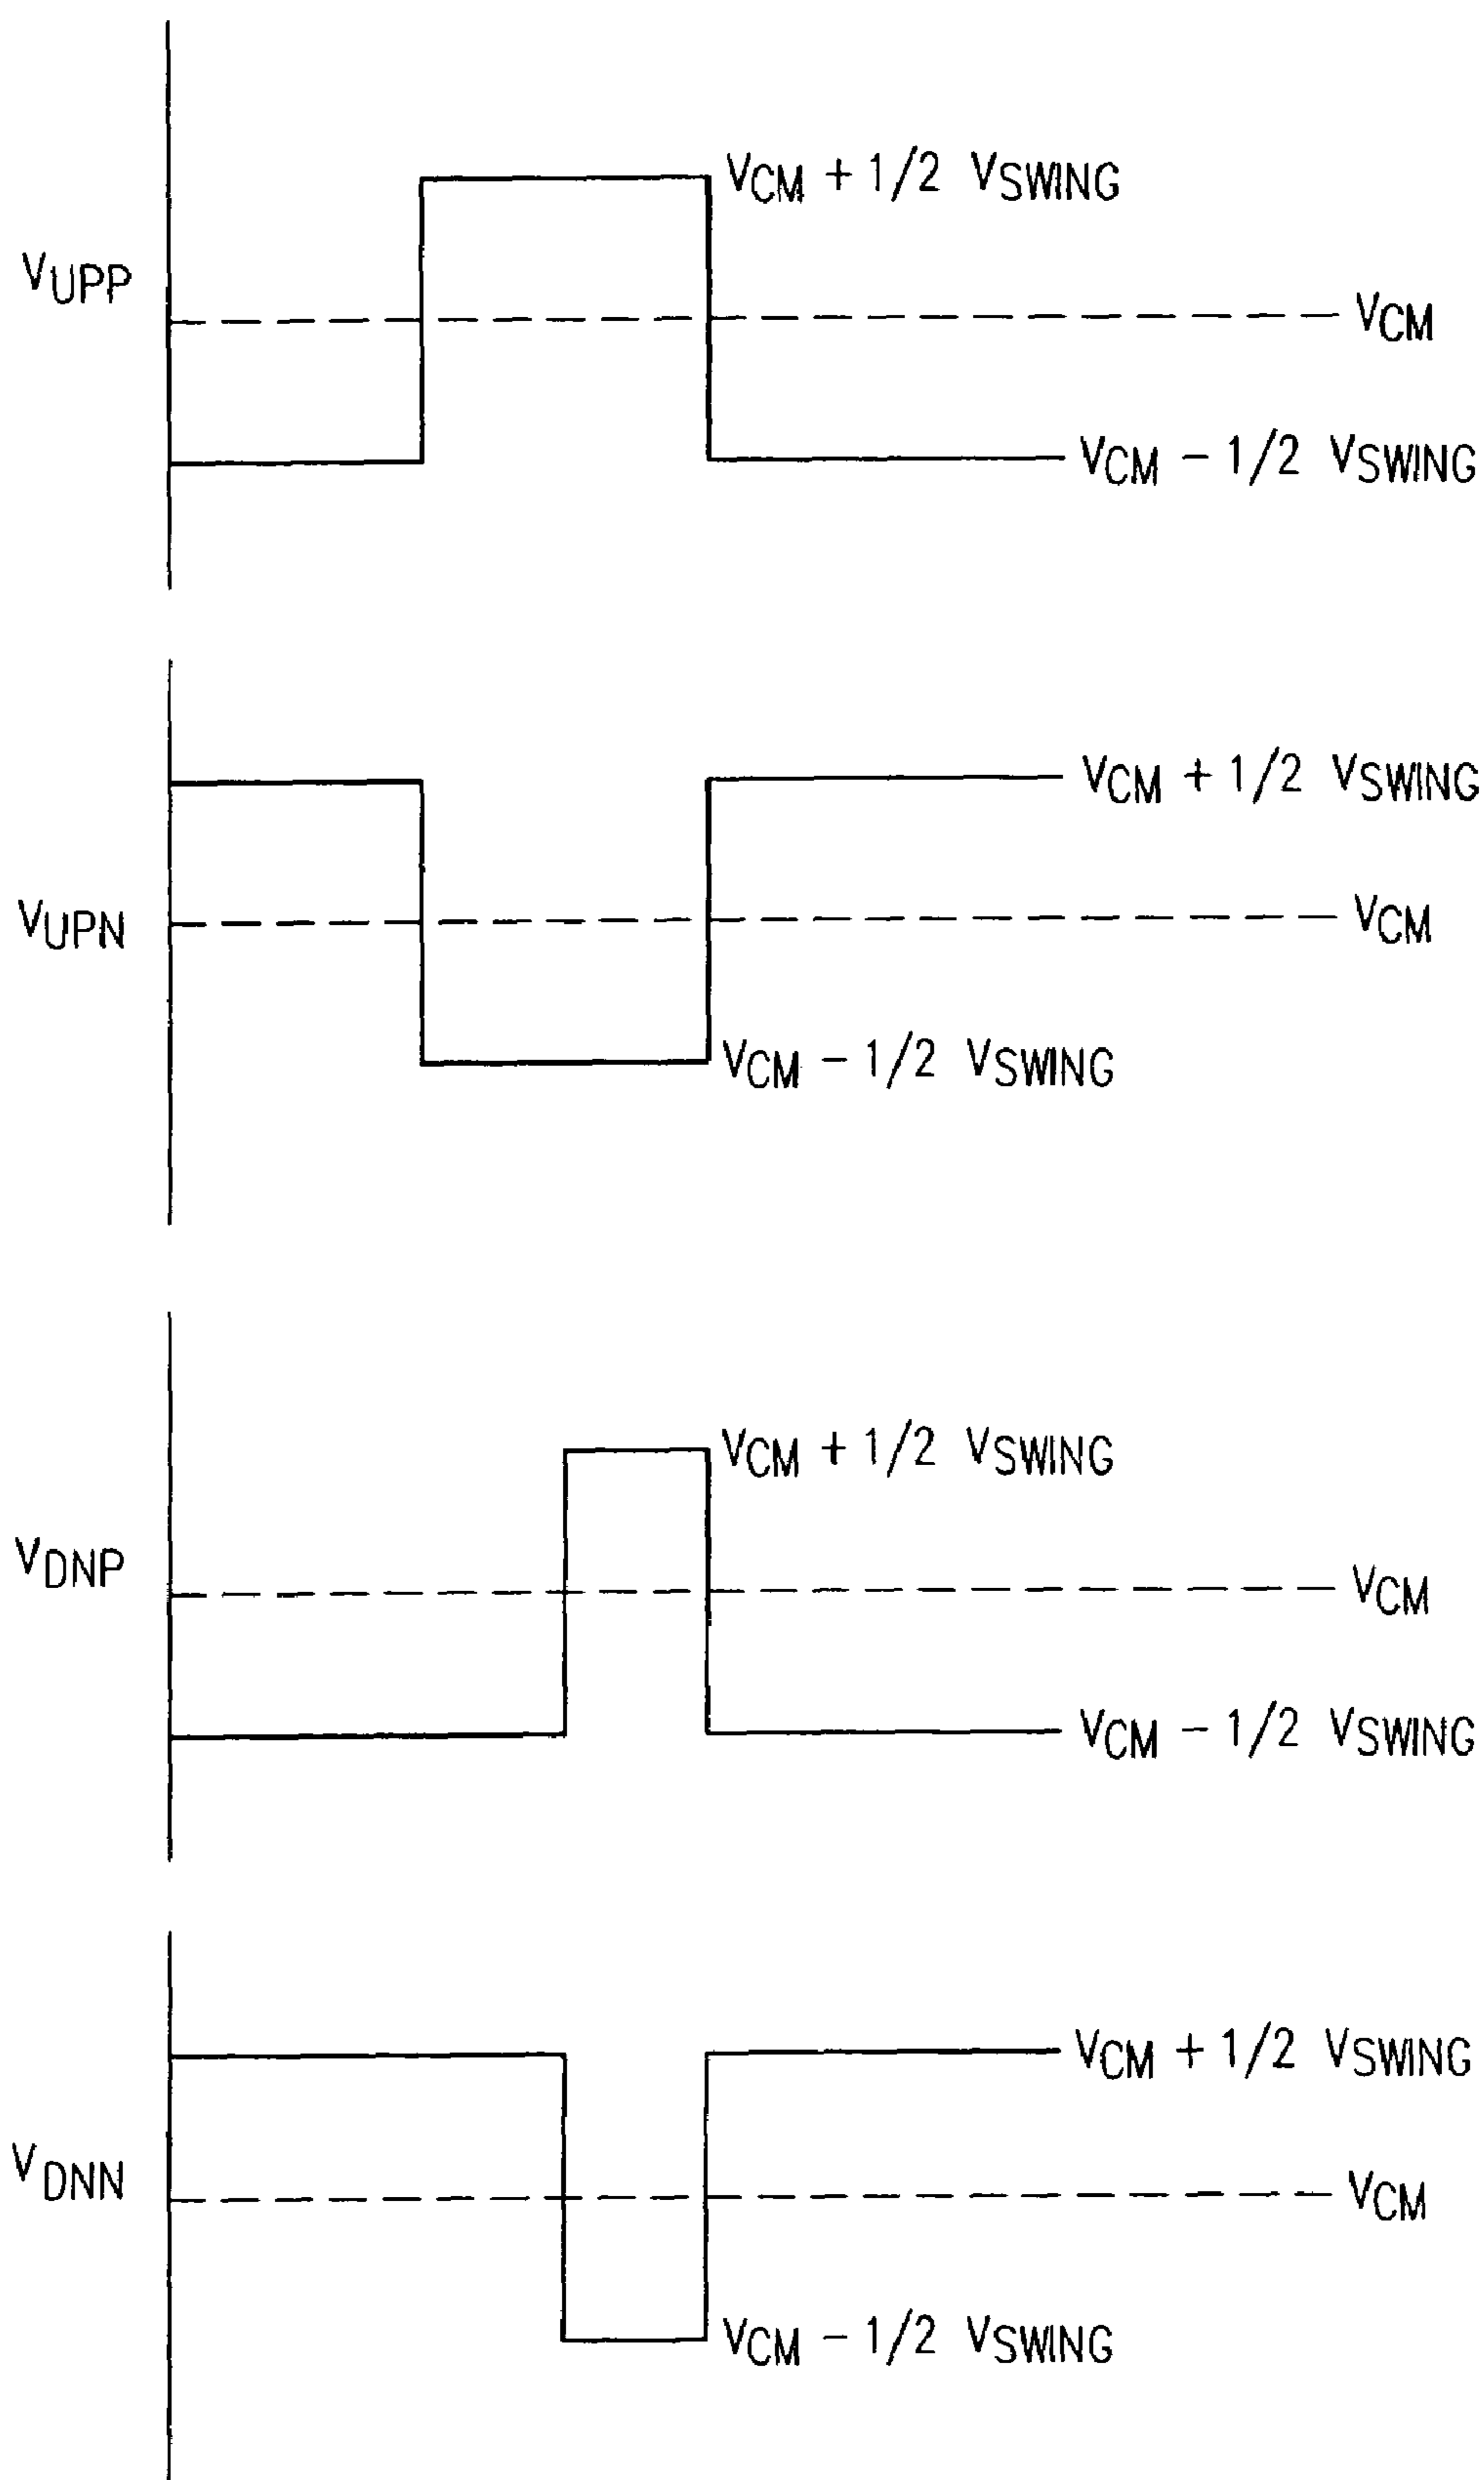 VCM + 1/2 VSWING
VUPP
VCM
VCM – 1/2 VSWING
VCM + 1/2 VSWING
VUPN
VCM
VCM – 1/2 VSWING
VCM + 1/2 VSWING
VDNP
VCM
VCM – 1/2 VSWING
VCM + 1/2 VSWING
VDNN
VCM
VCM – 1/2 VSWING